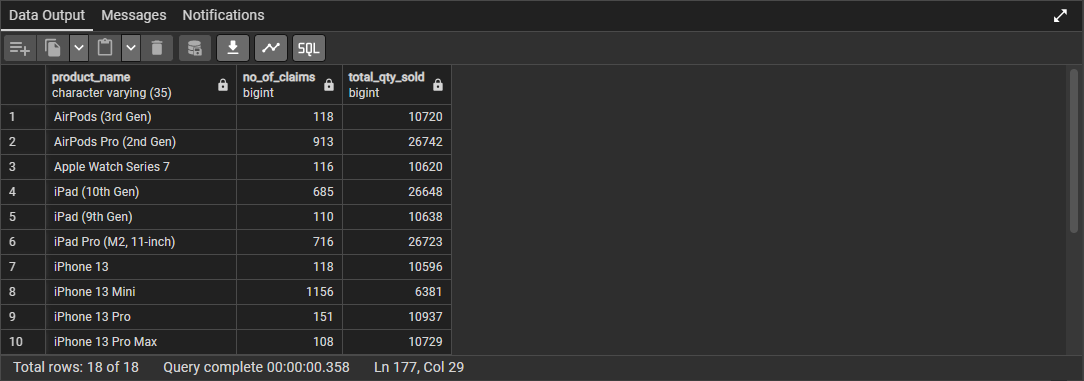 Data Output Messages Notifications
SQL
product_name no_of_claims total_qty_sold
character varying (35) bigint bigint
1 AirPods (3rd Gen) 118 10720
2 AirPods Pro (2nd Gen) 913 26742
3 Apple Watch Series 7 116 10620
4 iPad (10th Gen) 685 26648
5 iPad (9th Gen) 110 10638
6 iPad Pro (M2, 11-inch) 716 26723
7 iPhone 13 118 10596
8 iPhone 13 Mini 1156 6381
9 iPhone 13 Pro 151 10937
10 iPhone 13 Pro Max 108 10729
Total rows: 18 of 18 Query complete 00:00:00.358 Ln 177, Col 29